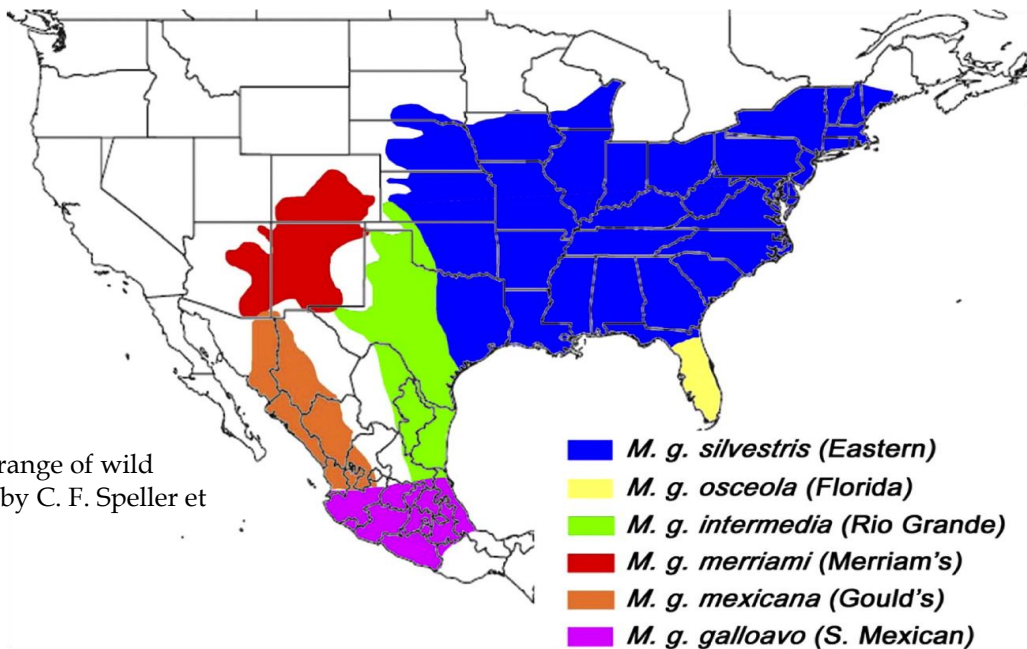 range of wild
by C. F. Speller et
M. g. silvestris (Eastern)
M. g. osceola (Florida)
M. g. intermedia (Rio Grande)
M. g. merriami (Merriam's)
M. g. mexicana (Gould's)
M. g. galloavo (S. Mexican)